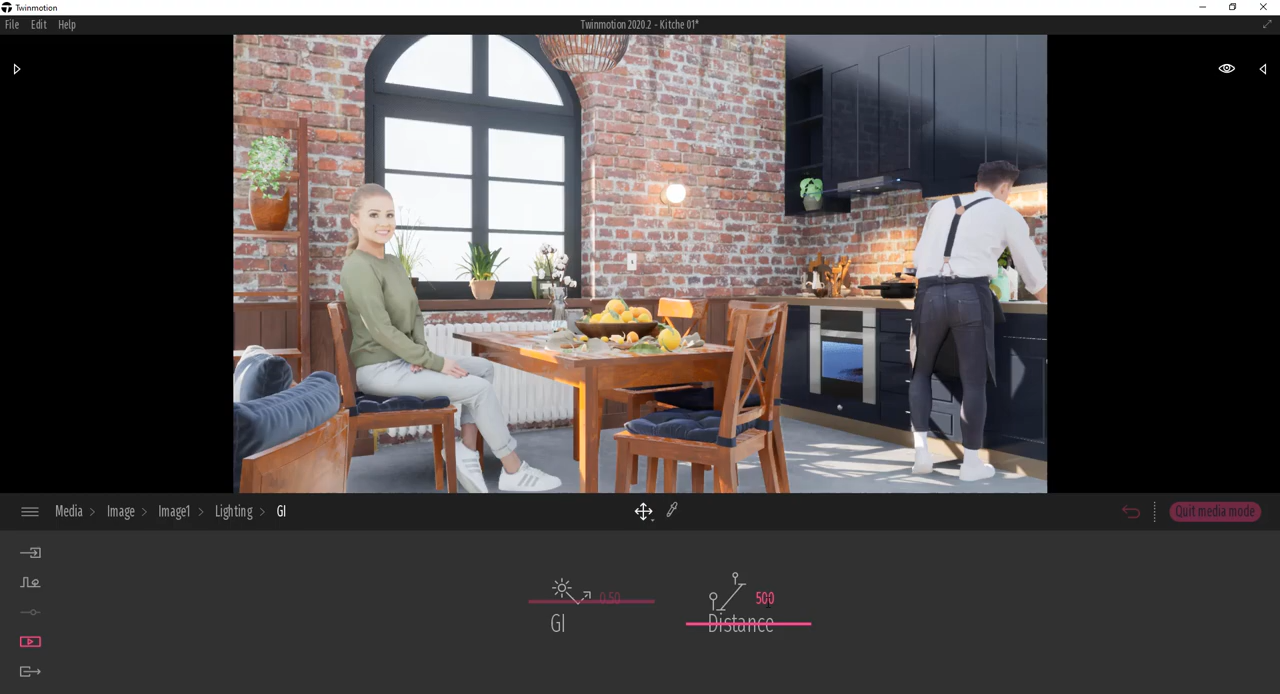 Twinmotion
File Edit Help
Twinmotion 2020.2 - Kitche 01*
Media > Image > Image1 > Lighting > GI
Quit media mode
0.50
500
GI
Distance